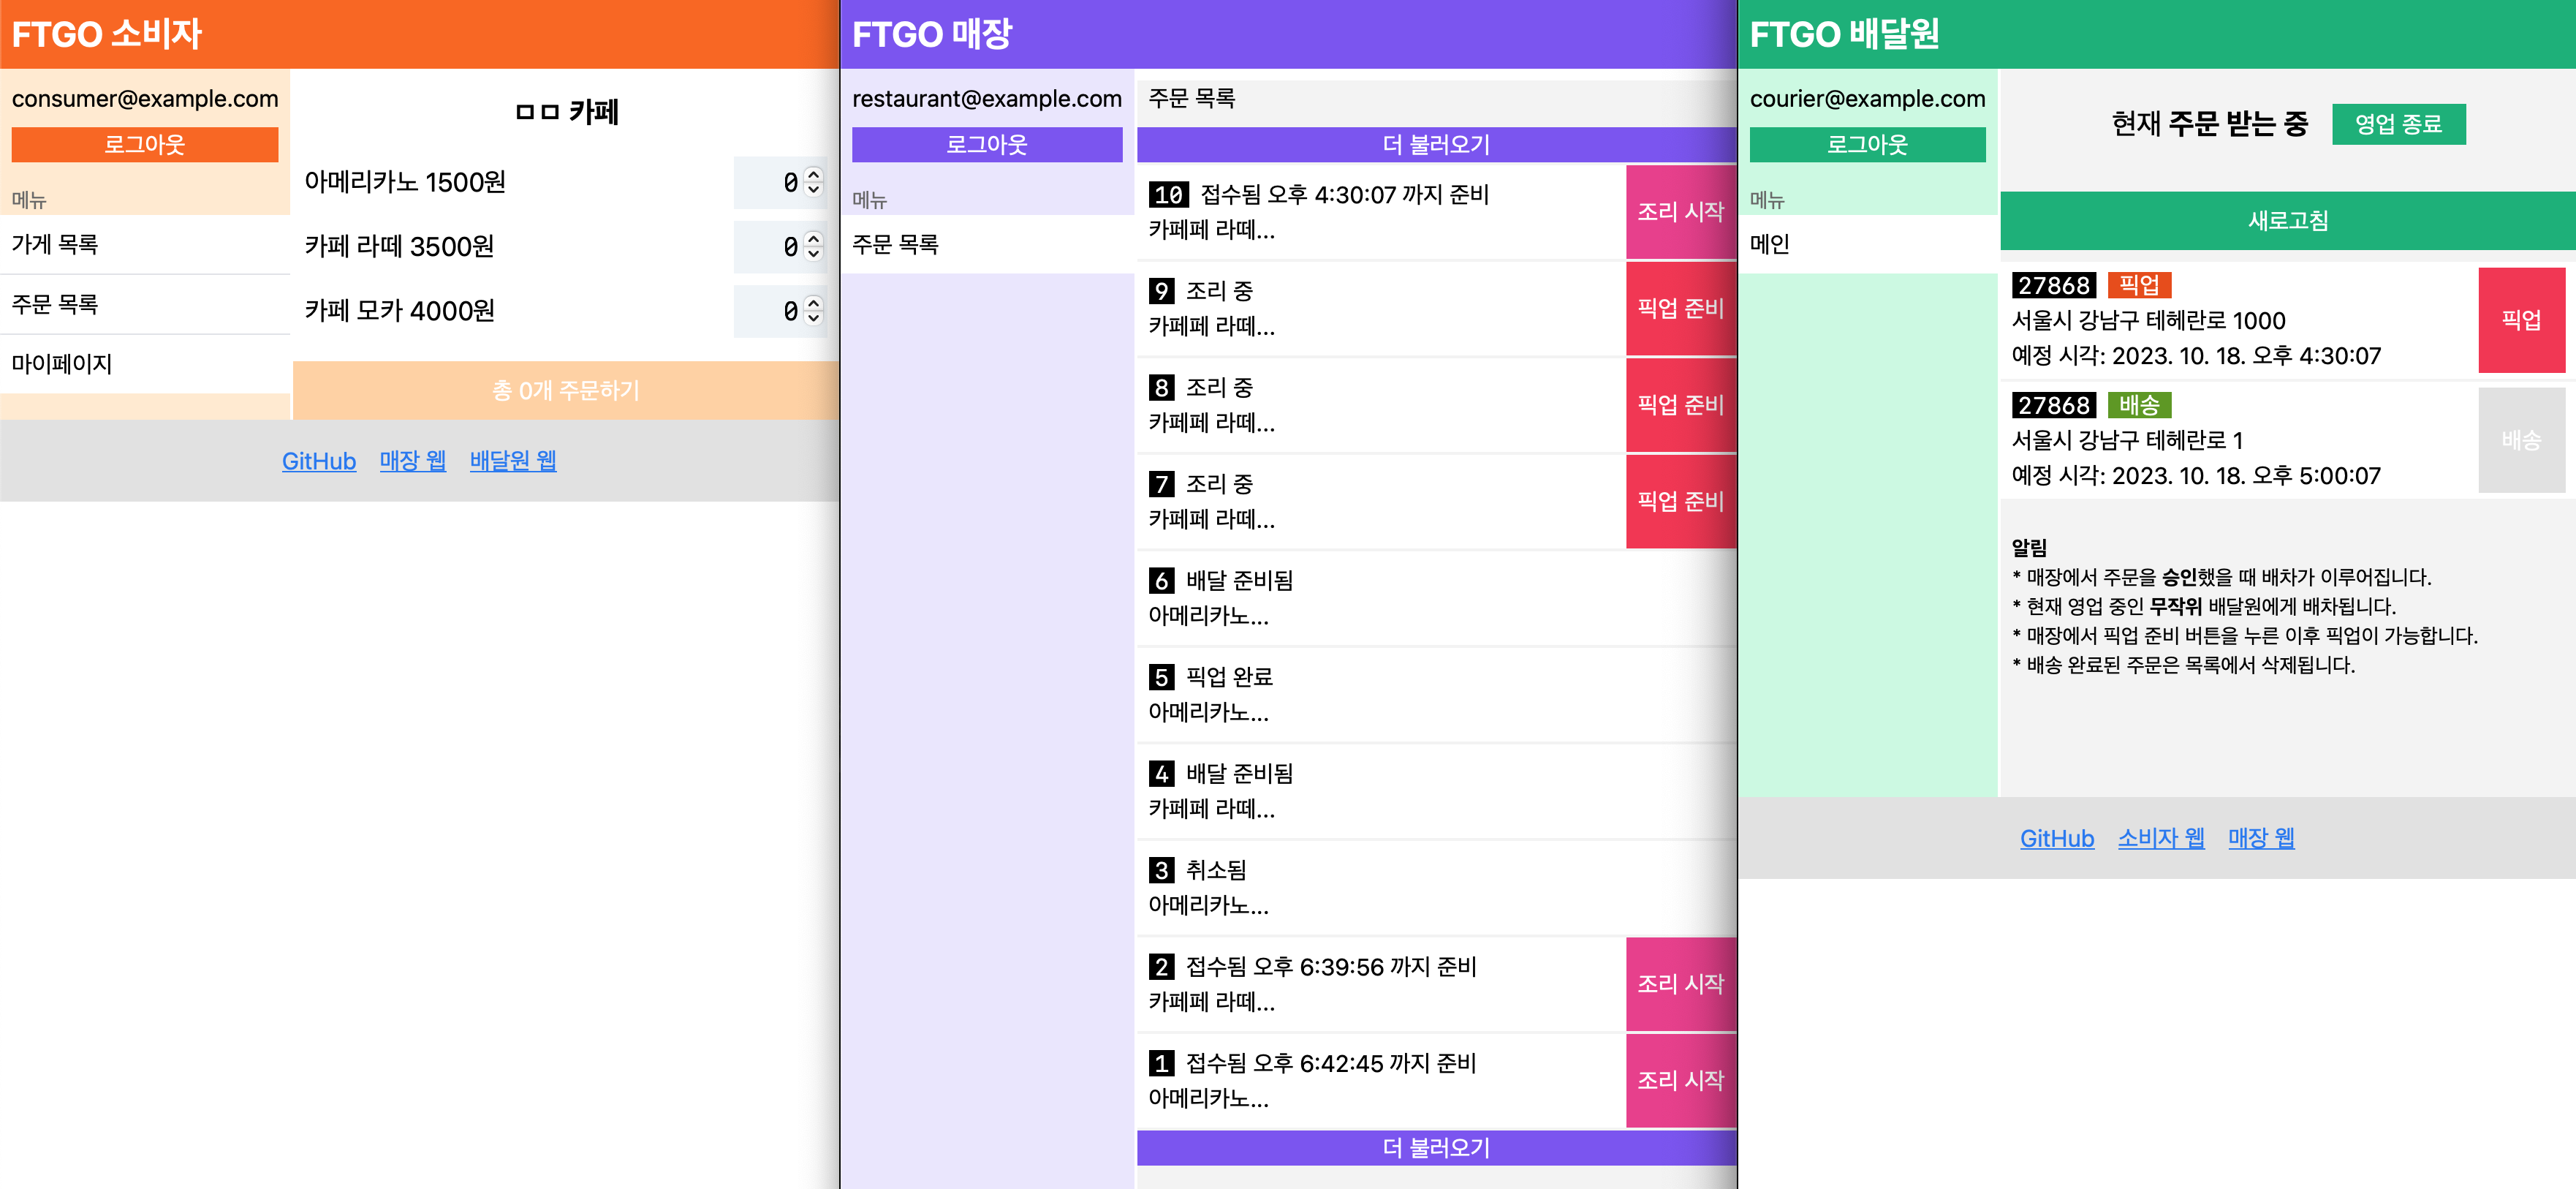 FTGO 소비자
consumer@example.com
로그아웃
메뉴
가게 목록
주문 목록
마이페이지
ㅁㅁ 카페
아메리카노 1500원
0
카페 라떼 3500원
0
카페 모카 4000원
0
총 0개 주문하기
GitHub 매장 웹 배달원 웹
FTGO 매장
restaurant@example.com
로그아웃
메뉴
주문 목록
주문 목록
더 불러오기
10 접수됨 오후 4:30:07 까지 준비
카페페 라떼...
조리 시작
9 조리 중
카페페 라떼...
픽업 준비
8 조리 중
카페페 라떼...
픽업 준비
7 조리 중
카페페 라떼...
픽업 준비
6 배달 준비됨
아메리카노...
5 픽업 완료
아메리카노...
4 배달 준비됨
카페페 라떼...
3 취소됨
아메리카노...
2 접수됨 오후 6:39:56 까지 준비
카페페 라떼...
조리 시작
1 접수됨 오후 6:42:45 까지 준비
아메리카노...
조리 시작
더 불러오기
FTGO 배달원
courier@example.com
로그아웃
메뉴
메인
현재 주문 받는 중 영업 종료
새로고침
27868 픽업
서울시 강남구 테헤란로 1000
예정 시각: 2023. 10. 18. 오후 4:30:07
픽업
27868 배송
서울시 강남구 테헤란로 1
예정 시각: 2023. 10. 18. 오후 5:00:07
배송
알림
* 매장에서 주문을 승인했을 때 배차가 이루어집니다.
* 현재 영업 중인 무작위 배달원에게 배차됩니다.
* 매장에서 픽업 준비 버튼을 누른 이후 픽업이 가능합니다.
* 배송 완료된 주문은 목록에서 삭제됩니다.
GitHub 소비자 웹 매장 웹